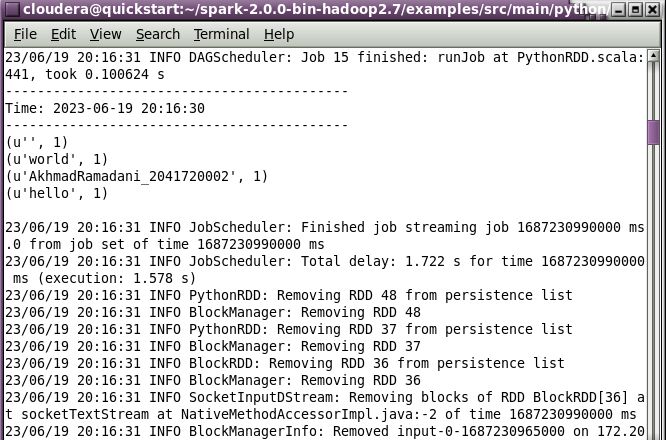 cloudera@quickstart:~/spark-2.0.0-bin-hadoop2.7/examples/src/main/python/
File Edit View Search Terminal Help
23/06/19 20:16:31 INFO DAGScheduler: Job 15 finished: runJob at PythonRDD.scala:
441, took 0.100624 s
-------------------------------------------
Time: 2023-06-19 20:16:30
-------------------------------------------
(u'', 1)
(u'world', 1)
(u'AkhmadRamadani_2041720002', 1)
(u'hello', 1)

23/06/19 20:16:31 INFO JobScheduler: Finished job streaming job 1687230990000 ms
.0 from job set of time 1687230990000 ms
23/06/19 20:16:31 INFO JobScheduler: Total delay: 1.722 s for time 1687230990000
 ms (execution: 1.578 s)
23/06/19 20:16:31 INFO PythonRDD: Removing RDD 48 from persistence list
23/06/19 20:16:31 INFO BlockManager: Removing RDD 48
23/06/19 20:16:31 INFO PythonRDD: Removing RDD 37 from persistence list
23/06/19 20:16:31 INFO BlockManager: Removing RDD 37
23/06/19 20:16:31 INFO BlockRDD: Removing RDD 36 from persistence list
23/06/19 20:16:31 INFO BlockManager: Removing RDD 36
23/06/19 20:16:31 INFO SocketInputDStream: Removing blocks of RDD BlockRDD[36] a
t socketTextStream at NativeMethodAccessorImpl.java:-2 of time 1687230990000 ms
23/06/19 20:16:31 INFO BlockManagerInfo: Removed input-0-1687230965000 on 172.20